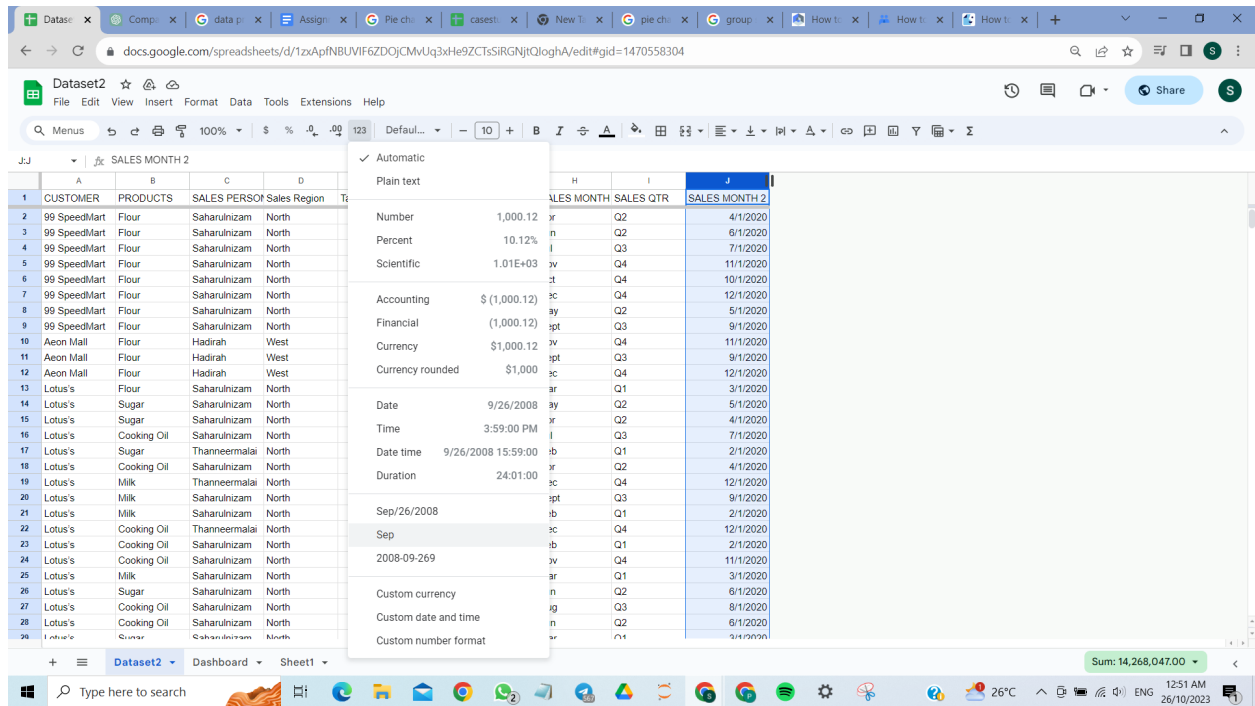 Datase Compa data p Assign Pie cha casestu New Ta pie cha group How to How to How to
docs.google.com/spreadsheets/d/1zxApfNBUVIF6ZDOjCMvUq3xHe9ZCTsSiRGNjtQIoghA/edit#gid=1470558304
Dataset2
File Edit View Insert Format Data Tools Extensions Help
Share S
Menus 100% $ % .0 .00 123 Defaul... 10 B I A
J:J fx SALES MONTH 2
A B C D H I J
1 CUSTOMER PRODUCTS SALES PERSON Sales Region ALES MONTH SALES QTR SALES MONTH 2
2 99 SpeedMart Flour Saharulnizam North Q2 4/1/2020
3 99 SpeedMart Flour Saharulnizam North Q2 6/1/2020
4 99 SpeedMart Flour Saharulnizam North Q3 7/1/2020
5 99 SpeedMart Flour Saharulnizam North Q4 11/1/2020
6 99 SpeedMart Flour Saharulnizam North Q4 10/1/2020
7 99 SpeedMart Flour Saharulnizam North Q4 12/1/2020
8 99 SpeedMart Flour Saharulnizam North Q2 5/1/2020
9 99 SpeedMart Flour Saharulnizam North Q3 9/1/2020
10 Aeon Mall Flour Hadirah West Q4 11/1/2020
11 Aeon Mall Flour Hadirah West Q3 9/1/2020
12 Aeon Mall Flour Hadirah West Q4 12/1/2020
13 Lotus's Flour Saharulnizam North Q1 3/1/2020
14 Lotus's Sugar Saharulnizam North Q2 5/1/2020
15 Lotus's Sugar Saharulnizam North Q2 4/1/2020
16 Lotus's Cooking Oil Saharulnizam North Q3 7/1/2020
17 Lotus's Sugar Thanneermalai North Q1 2/1/2020
18 Lotus's Cooking Oil Saharulnizam North Q2 4/1/2020
19 Lotus's Milk Thanneermalai North Q4 12/1/2020
20 Lotus's Milk Saharulnizam North Q3 9/1/2020
21 Lotus's Milk Saharulnizam North Q1 2/1/2020
22 Lotus's Cooking Oil Thanneermalai North Q4 12/1/2020
23 Lotus's Cooking Oil Saharulnizam North Q1 2/1/2020
24 Lotus's Cooking Oil Saharulnizam North Q4 11/1/2020
25 Lotus's Milk Saharulnizam North Q1 3/1/2020
26 Lotus's Sugar Saharulnizam North Q2 6/1/2020
27 Lotus's Cooking Oil Saharulnizam North Q3 8/1/2020
28 Lotus's Cooking Oil Saharulnizam North Q2 6/1/2020
29 Lotus's Sugar Saharulnizam North Q1 3/1/2020
Automatic
Plain text
Number 1,000.12
Percent 10.12%
Scientific 1.01E+03
Accounting $ (1,000.12)
Financial (1,000.12)
Currency $1,000.12
Currency rounded $1,000
Date 9/26/2008
Time 3:59:00 PM
Date time 9/26/2008 15:59:00
Duration 24:01:00
Sep/26/2008
Sep
2008-09-269
Custom currency
Custom date and time
Custom number format
Dataset2 Dashboard Sheet1 Sum: 14,268,047.00
Type here to search 26°C ENG 12:51 AM
26/10/2023